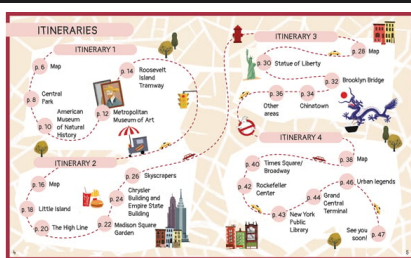 ITINERARIES
ITINERARY 1
p. 6 Map
p. 8 Central
Park
p. 10 American
Museum
of Natural
History
p. 12 Metropolitan
Museum of Art
p. 14 Roosevelt
Island
Tramway
ITINERARY 2
p. 16 Map
p. 18 Little Island
p. 20 The High Line
p. 22 Madison Square
Garden
p. 24 Chrysler
Building and
Empire State
Building
p. 26 Skyscrapers
ITINERARY 3
p. 28 Map
p. 30 Statue of Liberty
p. 32 Brooklyn Bridge
p. 34 Chinatown
p. 36 Other
areas
ITINERARY 4
p. 38 Map
p. 40 Times Square/
Broadway
p. 42 Rockefeller
Center
p. 43 New York
Public
Library
p. 44 Grand
Central
Terminal
p. 46 Urban legends
See you
soon! p. 47